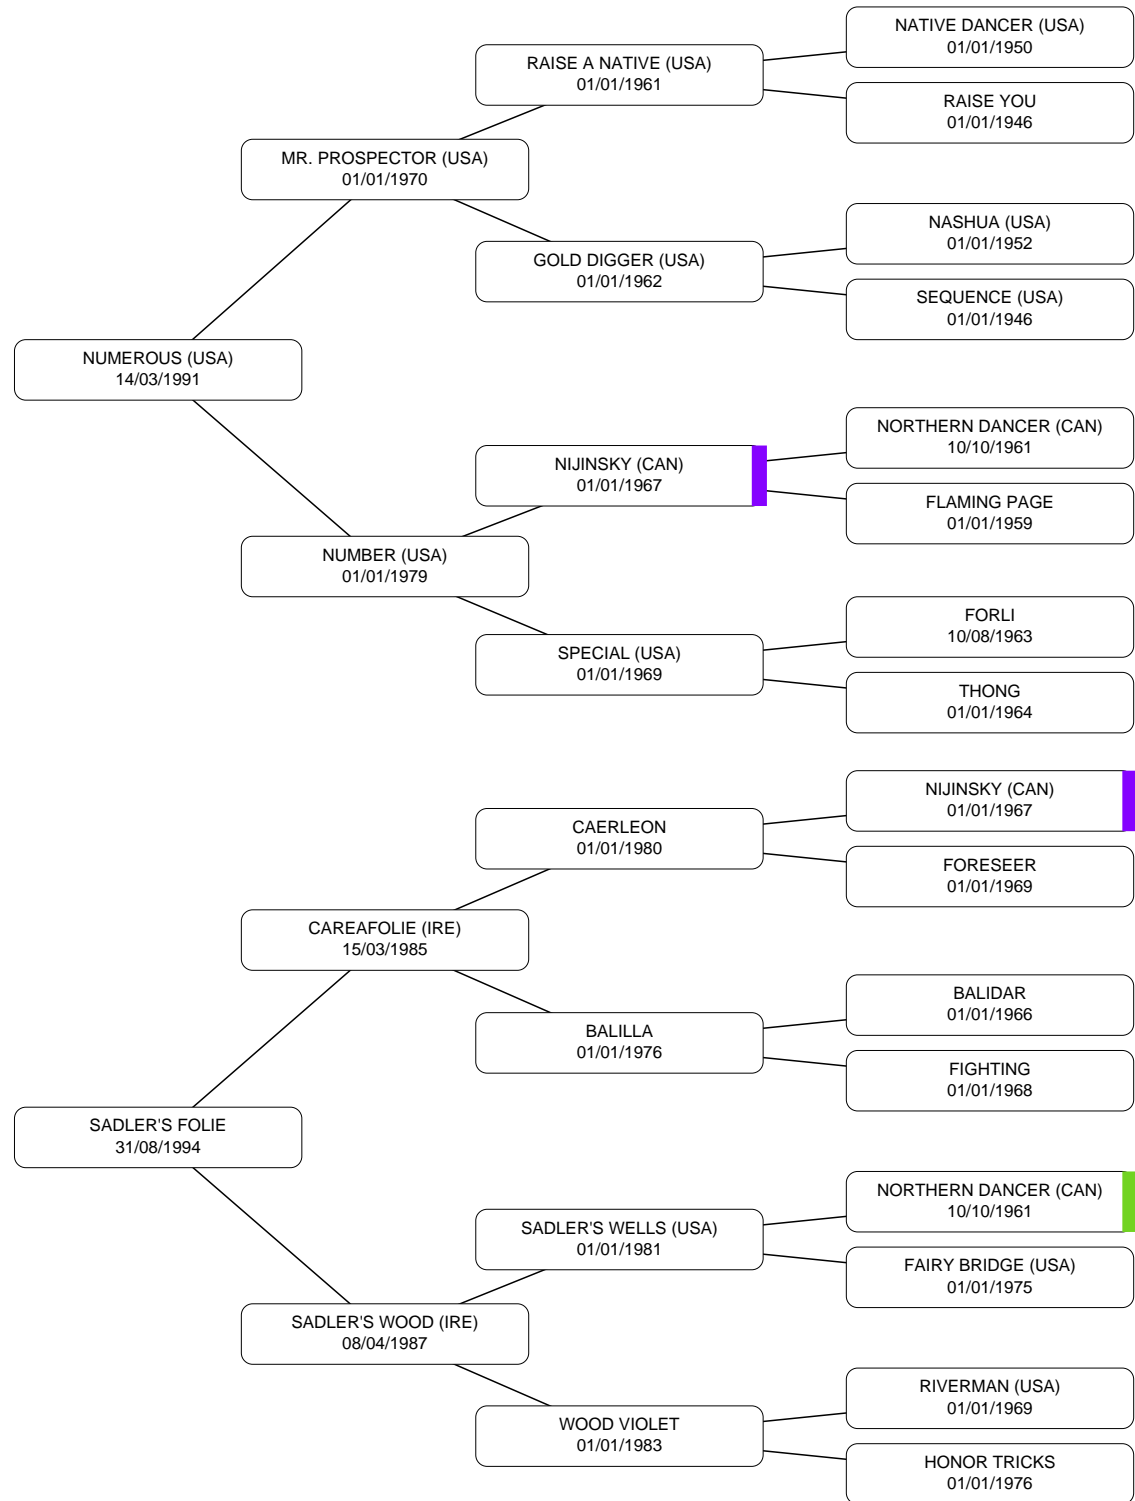 NATIVE DANCER (USA)
01/01/1950
RAISE A NATIVE (USA)
01/01/1961
RAISE YOU
01/01/1946
MR. PROSPECTOR (USA)
01/01/1970
NASHUA (USA)
01/01/1952
GOLD DIGGER (USA)
01/01/1962
SEQUENCE (USA)
01/01/1946
NUMEROUS (USA)
14/03/1991
NORTHERN DANCER (CAN)
10/10/1961
NIJINSKY (CAN)
01/01/1967
FLAMING PAGE
01/01/1959
NUMBER (USA)
01/01/1979
FORLI
10/08/1963
SPECIAL (USA)
01/01/1969
THONG
01/01/1964
NIJINSKY (CAN)
01/01/1967
CAERLEON
01/01/1980
FORESEER
01/01/1969
CAREAFOLIE (IRE)
15/03/1985
BALIDAR
01/01/1966
BALILLA
01/01/1976
FIGHTING
01/01/1968
SADLER'S FOLIE
31/08/1994
NORTHERN DANCER (CAN)
10/10/1961
SADLER'S WELLS (USA)
01/01/1981
FAIRY BRIDGE (USA)
01/01/1975
SADLER'S WOOD (IRE)
08/04/1987
RIVERMAN (USA)
01/01/1969
WOOD VIOLET
01/01/1983
HONOR TRICKS
01/01/1976